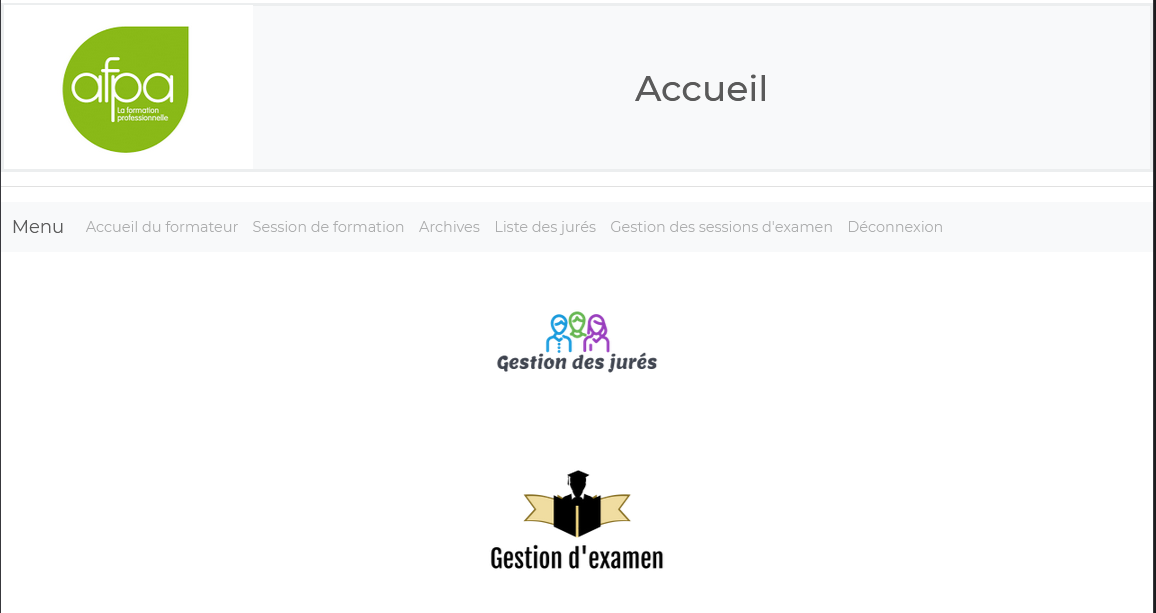 afpa
La formation
professionnelle
Accueil
Menu Accueil du formateur Session de formation Archives Liste des jurés Gestion des sessions d'examen Déconnexion
Gestion des jurés
Gestion d'examen